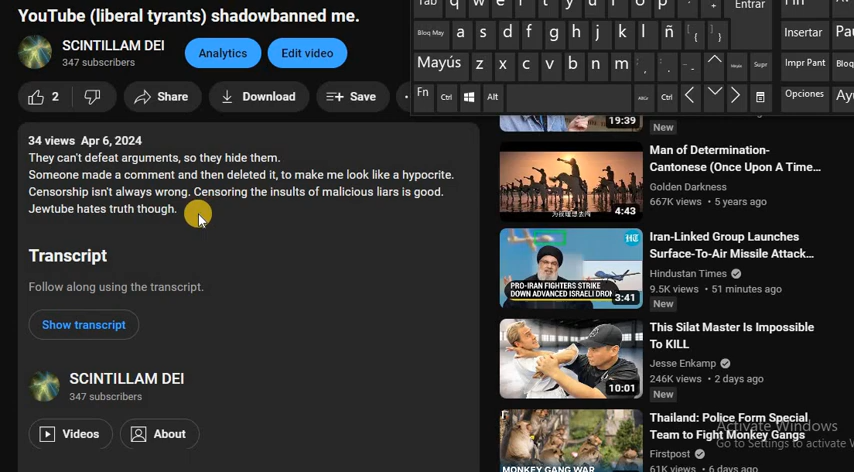 YouTube (liberal tyrants) shadowbanned me.
SCINTILLAM DEI
347 subscribers
Analytics
Edit video
2
Share
Download
Save
34 views Apr 6, 2024
They can't defeat arguments, so they hide them.
Someone made a comment and then deleted it, to make me look like a hypocrite.
Censorship isn't always wrong. Censoring the insults of malicious liars is good.
Jewtube hates truth though.
Transcript
Follow along using the transcript.
Show transcript
SCINTILLAM DEI
347 subscribers
Videos
About
Tab q w e r t y u i o p
Entrar
Bloq May a s d f g h j k l ñ { }
Insertar
Mayús z x c v b n m , . -
Supr
Impr Pant
Fn Ctrl Alt
Ctrl
Opciones
19:39
New
Man of Determination-
Cantonese (Once Upon A Time...
Golden Darkness
667K views • 5 years ago
4:43
Iran-Linked Group Launches
Surface-To-Air Missile Attack...
Hindustan Times
9.5K views • 51 minutes ago
New
PRO-IRAN FIGHTERS STRIKE
DOWN ADVANCED ISRAELI DRON
3:41
This Silat Master Is Impossible
To KILL
Jesse Enkamp
246K views • 2 days ago
New
10:01
Thailand: Police Form Special
Team to Fight Monkey Gangs
Firstpost
61K views • 6 days ago
MONKEY GANG WAR
Activate Windows
Go to Settings to activate W